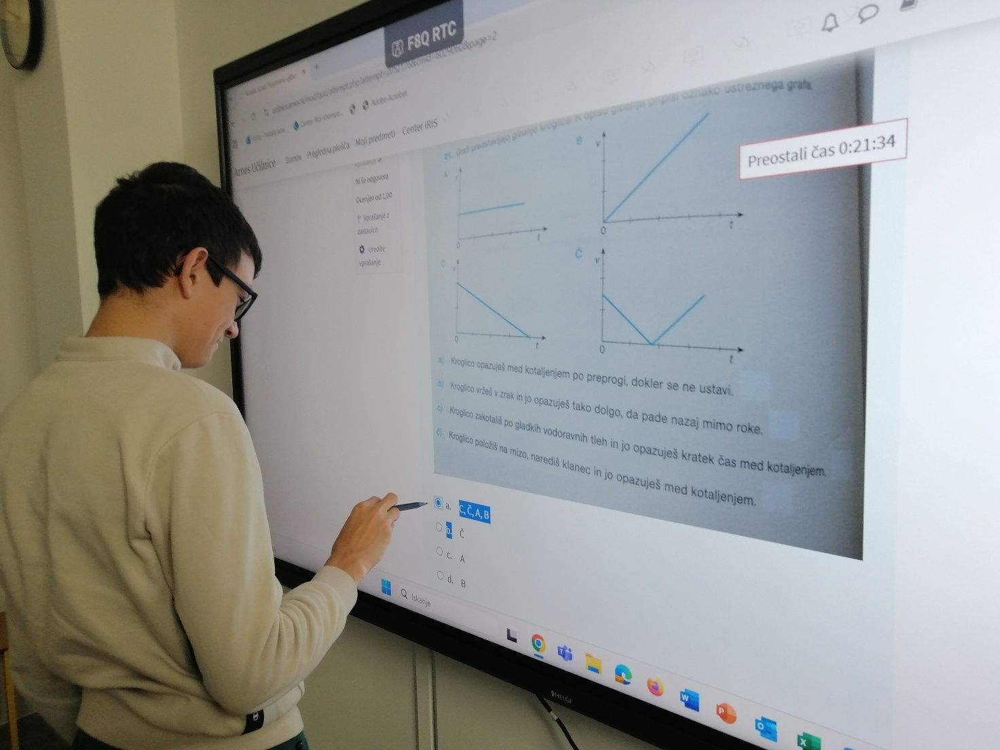 F8Q RTC
Adobe Acrobat
Arnes Učilnice Domov Pregledna plošča Moji predmeti Center IRIS
Preostali čas 0:21:34
Ni še odgovora
Ocenjen od 1,00
Vprašanje z
zastavico
Uredite
vprašanje
21. Grafi predstavljajo gibanje kroglice. K opisu gibanja pripiši oznako ustreznega grafa.
A
v
0
t
B
v
0
t
C
v
0
t
Č
v
0
t
a) Kroglico opazuješ med kotaljenjem po preprogi, dokler se ne ustavi.
b) Kroglico vržeš v zrak in jo opazuješ tako dolgo, da pade nazaj mimo roke.
c) Kroglico zakotališ po gladkih vodoravnih tleh in jo opazuješ kratek čas med kotaljenjem.
č) Kroglico položiš na mizo, narediš klanec in jo opazuješ med kotaljenjem.
a. C, Č, A, B
b. Č
c. A
d. B
Iskanje
HELGI